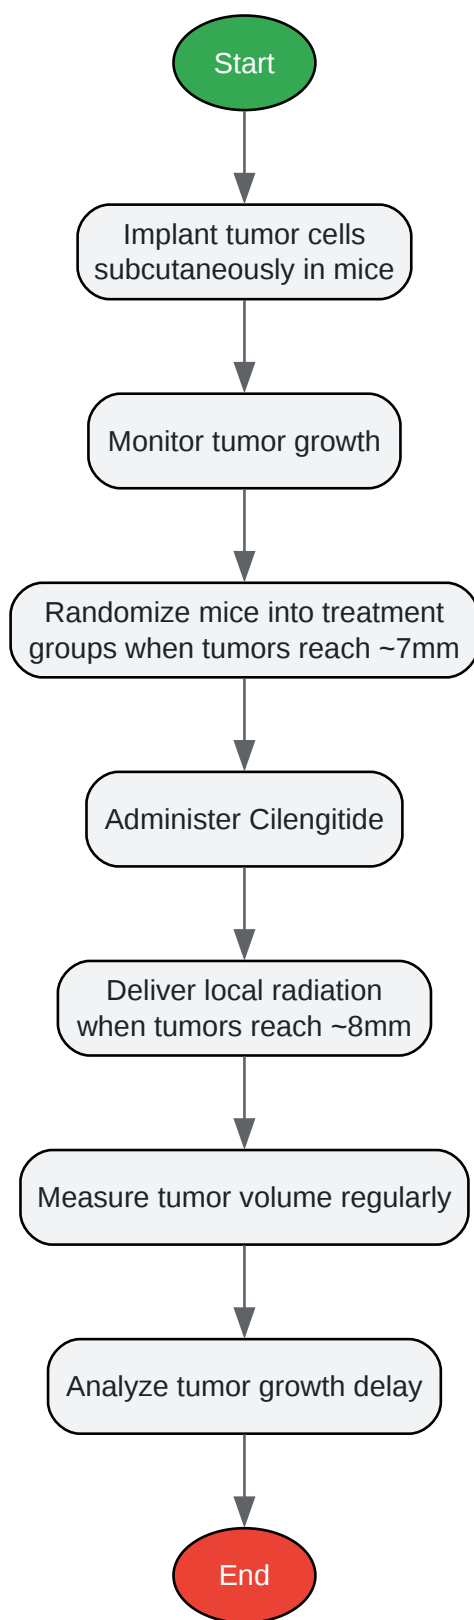 Start
Implant tumor cells
subcutaneously in mice
Monitor tumor growth
Randomize mice into treatment
groups when tumors reach ~7mm
Administer Cilengitide
Deliver local radiation
when tumors reach ~8mm
Measure tumor volume regularly
Analyze tumor growth delay
End